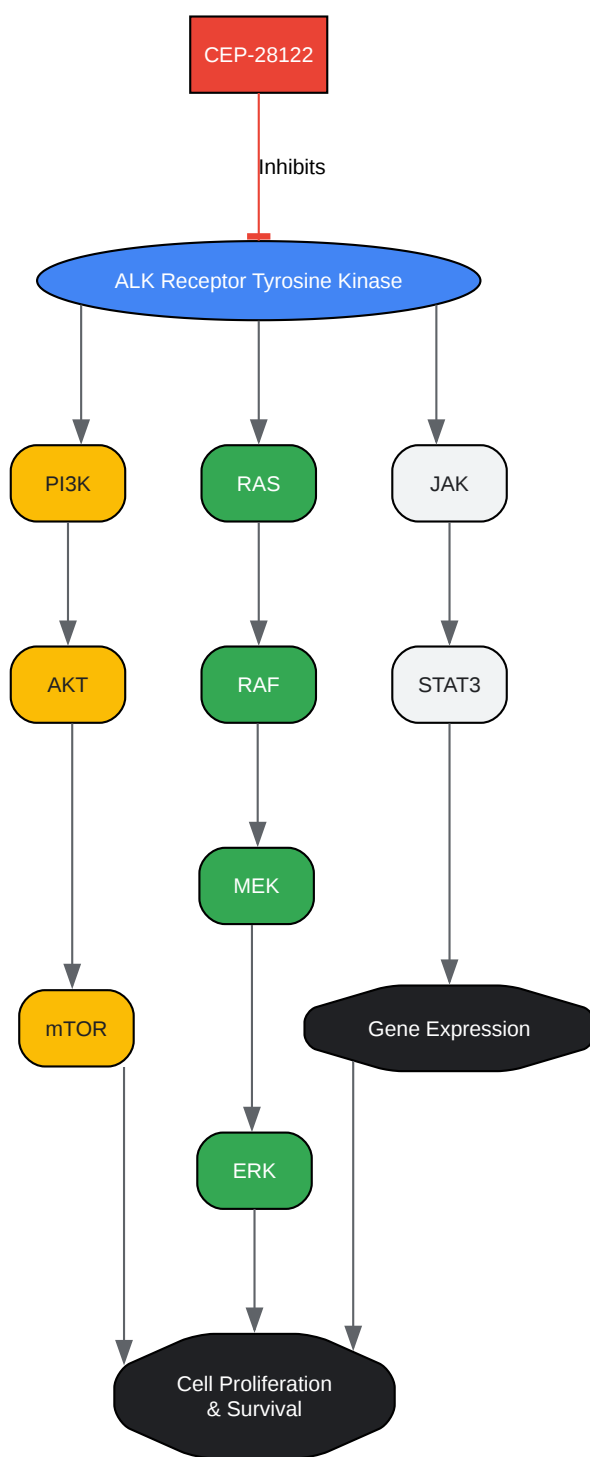 CEP-28122
Inhibits
ALK Receptor Tyrosine Kinase
PI3K
RAS
JAK
AKT
RAF
STAT3
MEK
mTOR
Gene Expression
ERK
Cell Proliferation
& Survival